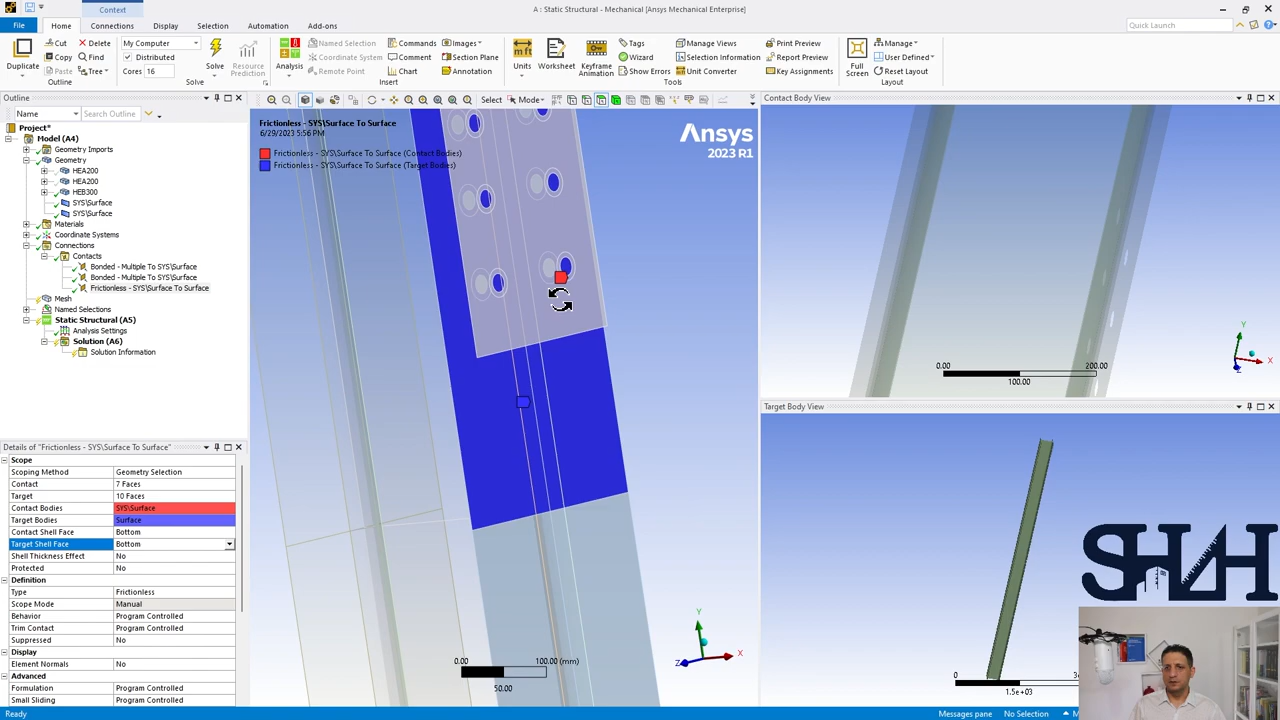 Context
A : Static Structural - Mechanical [Ansys Mechanical Enterprise]
File Home Connections Display Selection Automation Add-ons Quick Launch
Duplicate Cut Copy Paste Delete Find Tree
My Computer
Distributed
Cores 16
Solve
Resource Prediction
Analysis
Named Selection
Coordinate System
Remote Point
Commands
Comment
Chart
Images
Section Plane
Annotation
Units
Worksheet
Keyframe Animation
Tags
Wizard
Show Errors
Manage Views
Selection Information
Unit Converter
Print Preview
Report Preview
Key Assignments
Full Screen
Manage
User Defined
Reset Layout
Outline Solve Insert Tools Layout
Outline
Name Search Outline
Project*
Model (A4)
Geometry Imports
Geometry
HEA200
HEA200
HEB300
SYS\Surface
SYS\Surface
Materials
Coordinate Systems
Connections
Contacts
Bonded - Multiple To SYS\Surface
Bonded - Multiple To SYS\Surface
Frictionless - SYS\Surface To Surface
Mesh
Named Selections
Static Structural (A5)
Analysis Settings
Solution (A6)
Solution Information
Details of "Frictionless - SYS\Surface To Surface"
Scope
Scoping Method Geometry Selection
Contact 7 Faces
Target 10 Faces
Contact Bodies SYS\Surface
Target Bodies Surface
Contact Shell Face Bottom
Target Shell Face Bottom
Shell Thickness Effect No
Protected No
Definition
Type Frictionless
Scope Mode Manual
Behavior Program Controlled
Trim Contact Program Controlled
Suppressed No
Display
Element Normals No
Advanced
Formulation Program Controlled
Small Sliding Program Controlled
Select Mode
Frictionless - SYS\Surface To Surface
6/29/2023 5:56 PM
Frictionless - SYS\Surface To Surface (Contact Bodies)
Frictionless - SYS\Surface To Surface (Target Bodies)
Ansys
2023 R1
0.00 100.00 (mm)
50.00
Y
Z X
Contact Body View
0.00 200.00
100.00
Y
X
Z
Target Body View
1.5e+03
SHH
Ready Messages pane No Selection